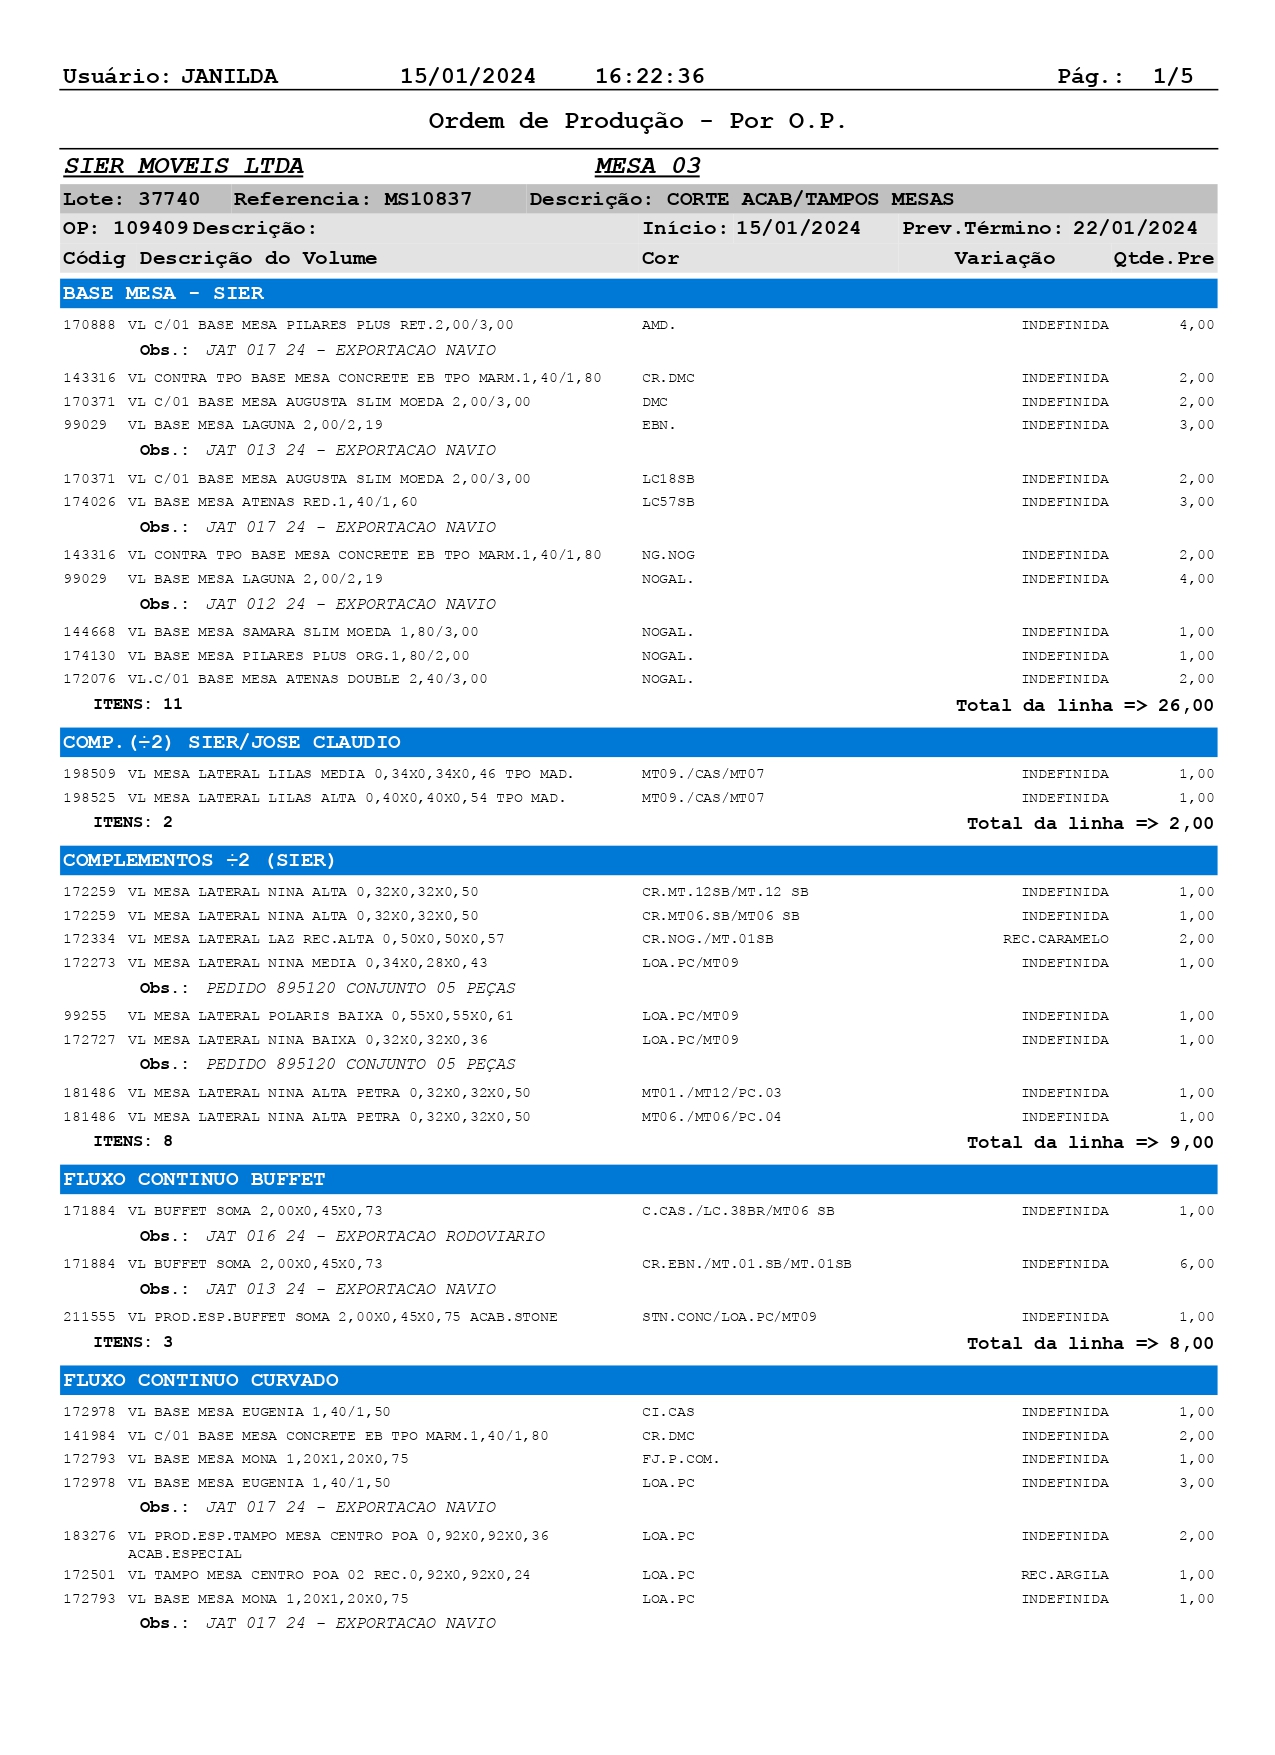 Usuário: JANILDA 15/01/2024 16:22:36 Pág.: 1/5
Ordem de Produção - Por O.P.
SIER MOVEIS LTDA MESA 03
Lote: 37740 Referencia: MS10837 Descrição: CORTE ACAB/TAMPOS MESAS
OP: 109409 Descrição: Início: 15/01/2024 Prev.Término: 22/01/2024
Códig Descrição do Volume Cor Variação Qtde.Pre
BASE MESA - SIER
170888 VL C/01 BASE MESA PILARES PLUS RET.2,00/3,00 AMD. INDEFINIDA 4,00
Obs.: JAT 017 24 - EXPORTACAO NAVIO
143316 VL CONTRA TPO BASE MESA CONCRETE EB TPO MARM.1,40/1,80 CR.DMC INDEFINIDA 2,00
170371 VL C/01 BASE MESA AUGUSTA SLIM MOEDA 2,00/3,00 DMC INDEFINIDA 2,00
99029 VL BASE MESA LAGUNA 2,00/2,19 EBN. INDEFINIDA 3,00
Obs.: JAT 013 24 - EXPORTACAO NAVIO
170371 VL C/01 BASE MESA AUGUSTA SLIM MOEDA 2,00/3,00 LC18SB INDEFINIDA 2,00
174026 VL BASE MESA ATENAS RED.1,40/1,60 LC57SB INDEFINIDA 3,00
Obs.: JAT 017 24 - EXPORTACAO NAVIO
143316 VL CONTRA TPO BASE MESA CONCRETE EB TPO MARM.1,40/1,80 NG.NOG INDEFINIDA 2,00
99029 VL BASE MESA LAGUNA 2,00/2,19 NOGAL. INDEFINIDA 4,00
Obs.: JAT 012 24 - EXPORTACAO NAVIO
144668 VL BASE MESA SAMARA SLIM MOEDA 1,80/3,00 NOGAL. INDEFINIDA 1,00
174130 VL BASE MESA PILARES PLUS ORG.1,80/2,00 NOGAL. INDEFINIDA 1,00
172076 VL.C/01 BASE MESA ATENAS DOUBLE 2,40/3,00 NOGAL. INDEFINIDA 2,00
ITENS: 11 Total da linha => 26,00
COMP.(÷2) SIER/JOSE CLAUDIO
198509 VL MESA LATERAL LILAS MEDIA 0,34X0,34X0,46 TPO MAD. MT09./CAS/MT07 INDEFINIDA 1,00
198525 VL MESA LATERAL LILAS ALTA 0,40X0,40X0,54 TPO MAD. MT09./CAS/MT07 INDEFINIDA 1,00
ITENS: 2 Total da linha => 2,00
COMPLEMENTOS ÷2 (SIER)
172259 VL MESA LATERAL NINA ALTA 0,32X0,32X0,50 CR.MT.12SB/MT.12 SB INDEFINIDA 1,00
172259 VL MESA LATERAL NINA ALTA 0,32X0,32X0,50 CR.MT06.SB/MT06 SB INDEFINIDA 1,00
172334 VL MESA LATERAL LAZ REC.ALTA 0,50X0,50X0,57 CR.NOG./MT.01SB REC.CARAMELO 2,00
172273 VL MESA LATERAL NINA MEDIA 0,34X0,28X0,43 LOA.PC/MT09 INDEFINIDA 1,00
Obs.: PEDIDO 895120 CONJUNTO 05 PEÇAS
99255 VL MESA LATERAL POLARIS BAIXA 0,55X0,55X0,61 LOA.PC/MT09 INDEFINIDA 1,00
172727 VL MESA LATERAL NINA BAIXA 0,32X0,32X0,36 LOA.PC/MT09 INDEFINIDA 1,00
Obs.: PEDIDO 895120 CONJUNTO 05 PEÇAS
181486 VL MESA LATERAL NINA ALTA PETRA 0,32X0,32X0,50 MT01./MT12/PC.03 INDEFINIDA 1,00
181486 VL MESA LATERAL NINA ALTA PETRA 0,32X0,32X0,50 MT06./MT06/PC.04 INDEFINIDA 1,00
ITENS: 8 Total da linha => 9,00
FLUXO CONTINUO BUFFET
171884 VL BUFFET SOMA 2,00X0,45X0,73 C.CAS./LC.38BR/MT06 SB INDEFINIDA 1,00
Obs.: JAT 016 24 - EXPORTACAO RODOVIARIO
171884 VL BUFFET SOMA 2,00X0,45X0,73 CR.EBN./MT.01.SB/MT.01SB INDEFINIDA 6,00
Obs.: JAT 013 24 - EXPORTACAO NAVIO
211555 VL PROD.ESP.BUFFET SOMA 2,00X0,45X0,75 ACAB.STONE STN.CONC/LOA.PC/MT09 INDEFINIDA 1,00
ITENS: 3 Total da linha => 8,00
FLUXO CONTINUO CURVADO
172978 VL BASE MESA EUGENIA 1,40/1,50 CI.CAS INDEFINIDA 1,00
141984 VL C/01 BASE MESA CONCRETE EB TPO MARM.1,40/1,80 CR.DMC INDEFINIDA 2,00
172793 VL BASE MESA MONA 1,20X1,20X0,75 FJ.P.COM. INDEFINIDA 1,00
172978 VL BASE MESA EUGENIA 1,40/1,50 LOA.PC INDEFINIDA 3,00
Obs.: JAT 017 24 - EXPORTACAO NAVIO
183276 VL PROD.ESP.TAMPO MESA CENTRO POA 0,92X0,92X0,36 LOA.PC INDEFINIDA 2,00
ACAB.ESPECIAL
172501 VL TAMPO MESA CENTRO POA 02 REC.0,92X0,92X0,24 LOA.PC REC.ARGILA 1,00
172793 VL BASE MESA MONA 1,20X1,20X0,75 LOA.PC INDEFINIDA 1,00
Obs.: JAT 017 24 - EXPORTACAO NAVIO